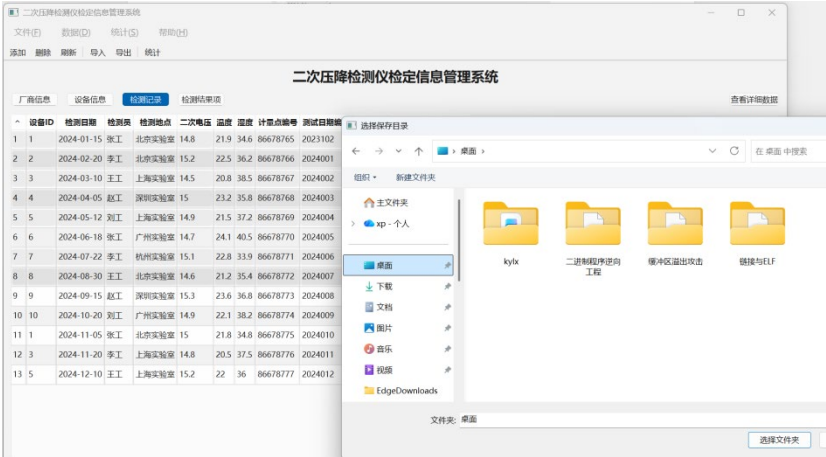 二次压降检测仪检定信息管理系统
文件(F) 数据(D) 统计(S) 帮助(H)
添加 删除 刷新 导入 导出 统计
二次压降检测仪检定信息管理系统
厂商信息 设备信息 检测记录 检测结果项 查看详细数据
设备ID 检测日期 检测员 检测地点 二次电压 温度 湿度 计量点编号 测试日期编
1 1 2024-01-15 张工 北京实验室 14.8 21.9 34.6 86678765 2023102
2 2 2024-02-20 李工 北京实验室 15.2 22.5 36.2 86678766 2024001
3 3 2024-03-10 王工 上海实验室 14.5 20.8 38.5 86678767 2024002
4 4 2024-04-05 赵工 深圳实验室 15 23.2 35.8 86678768 2024003
5 5 2024-05-12 刘工 上海实验室 14.9 21.5 37.2 86678769 2024004
6 6 2024-06-18 张工 广州实验室 14.7 24.1 40.5 86678770 2024005
7 7 2024-07-22 李工 杭州实验室 15.1 22.8 33.9 86678771 2024006
8 8 2024-08-30 王工 北京实验室 14.6 21.2 35.4 86678772 2024007
9 9 2024-09-15 赵工 深圳实验室 15.3 23.6 36.8 86678773 2024008
10 10 2024-10-20 刘工 广州实验室 14.9 22.1 38.2 86678774 2024009
11 1 2024-11-05 张工 北京实验室 15 21.8 34.8 86678775 2024010
12 3 2024-11-20 李工 上海实验室 14.8 20.5 37.5 86678776 2024011
13 5 2024-12-10 王工 上海实验室 15.2 22 36 86678777 2024012
选择保存目录
桌面
在 桌面 中搜索
组织 新建文件夹
主文件夹
xp - 个人
桌面
下载
文档
图片
音乐
视频
EdgeDownloads
kylx
二进制程序逆向
工程
缓冲区溢出攻击
链接与ELF
文件夹: 桌面
选择文件夹